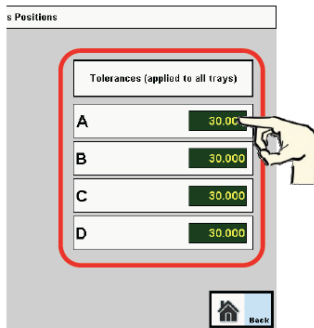 s Positions
Tolerances (applied to all trays)
A 30.00
B 30.000
C 30.000
D 30.000
Back